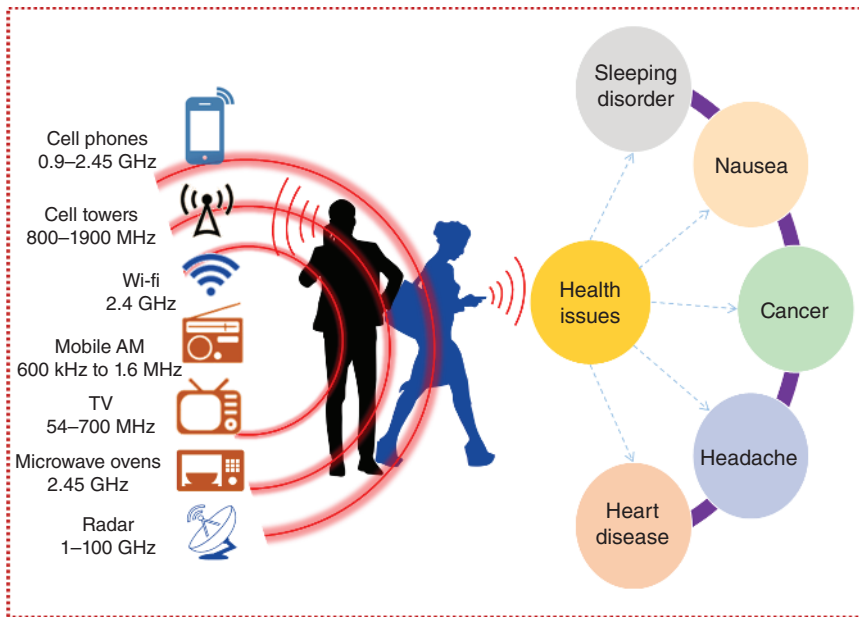 Cell phones
0.9–2.45 GHz
Cell towers
800–1900 MHz
Wi-fi
2.4 GHz
Mobile AM
600 kHz to 1.6 MHz
TV
54–700 MHz
Microwave ovens
2.45 GHz
Radar
1–100 GHz
Health
issues
Sleeping
disorder
Nausea
Cancer
Headache
Heart
disease